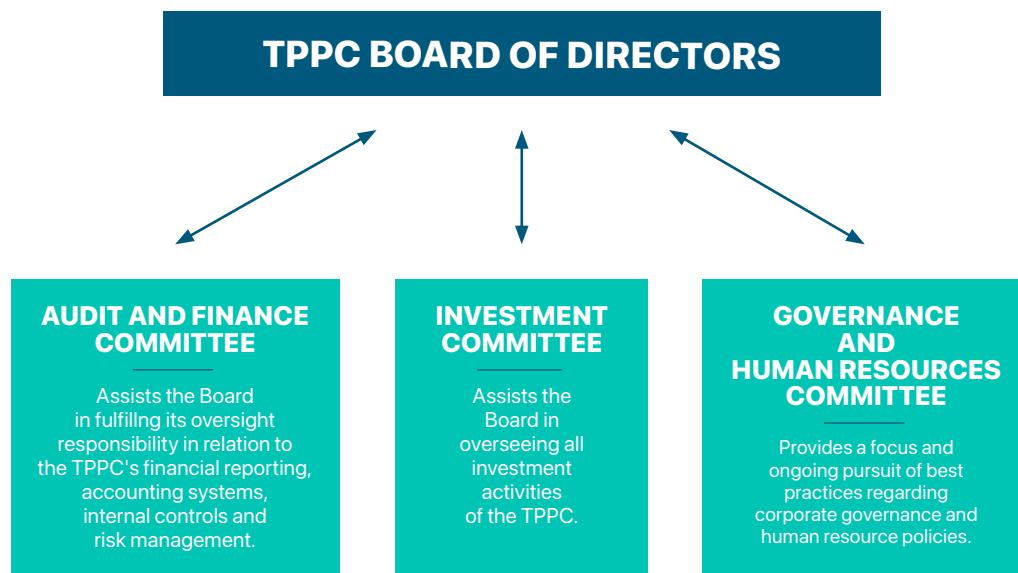 TPPC BOARD OF DIRECTORS
AUDIT AND FINANCE
COMMITTEE
Assists the Board
in fulfillng its oversight
responsibility in relation to
the TPPC's financial reporting,
accounting systems,
internal controls and
risk management.
INVESTMENT
COMMITTEE
Assists the
Board in
overseeing all
investment
activities
of the TPPC.
GOVERNANCE
AND
HUMAN RESOURCES
COMMITTEE
Provides a focus and
ongoing pursuit of best
practices regarding
corporate governance and
human resource policies.